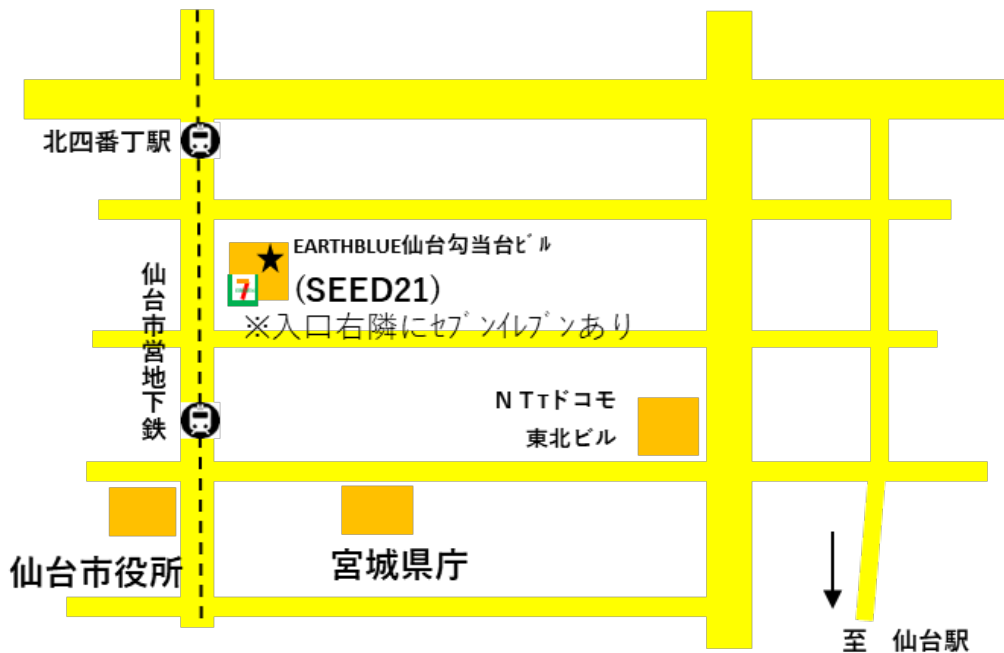 北四番丁駅
EARTHBLUE仙台勾当台ﾋﾞﾙ
(SEED21)
※入口右隣にｾﾌﾞﾝｲﾚﾌﾞﾝあり
仙台市営地下鉄
ＮＴTドコモ
東北ビル
仙台市役所
宮城県庁
至　仙台駅